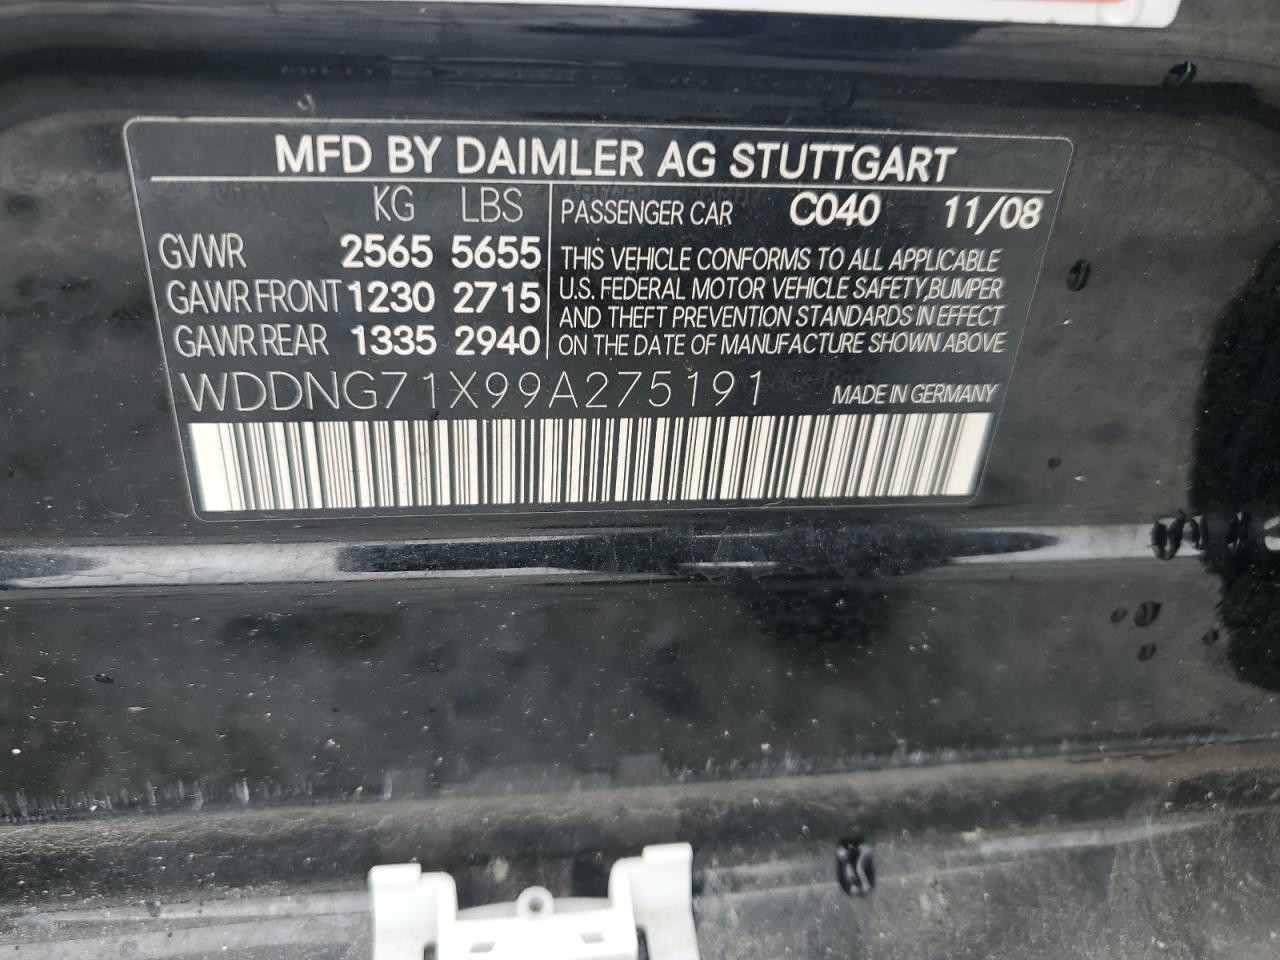 MFD BY DAIMLER AG STUTTGART
KG LBS
GVWR 2565 5655
GAWR FRONT 1230 2715
GAWR REAR 1335 2940
PASSENGER CAR C040 11/08
THIS VEHICLE CONFORMS TO ALL APPLICABLE
U.S. FEDERAL MOTOR VEHICLE SAFETY,BUMPER
AND THEFT PREVENTION STANDARDS IN EFFECT
ON THE DATE OF MANUFACTURE SHOWN ABOVE
WDDNG71X99A275191 MADE IN GERMANY